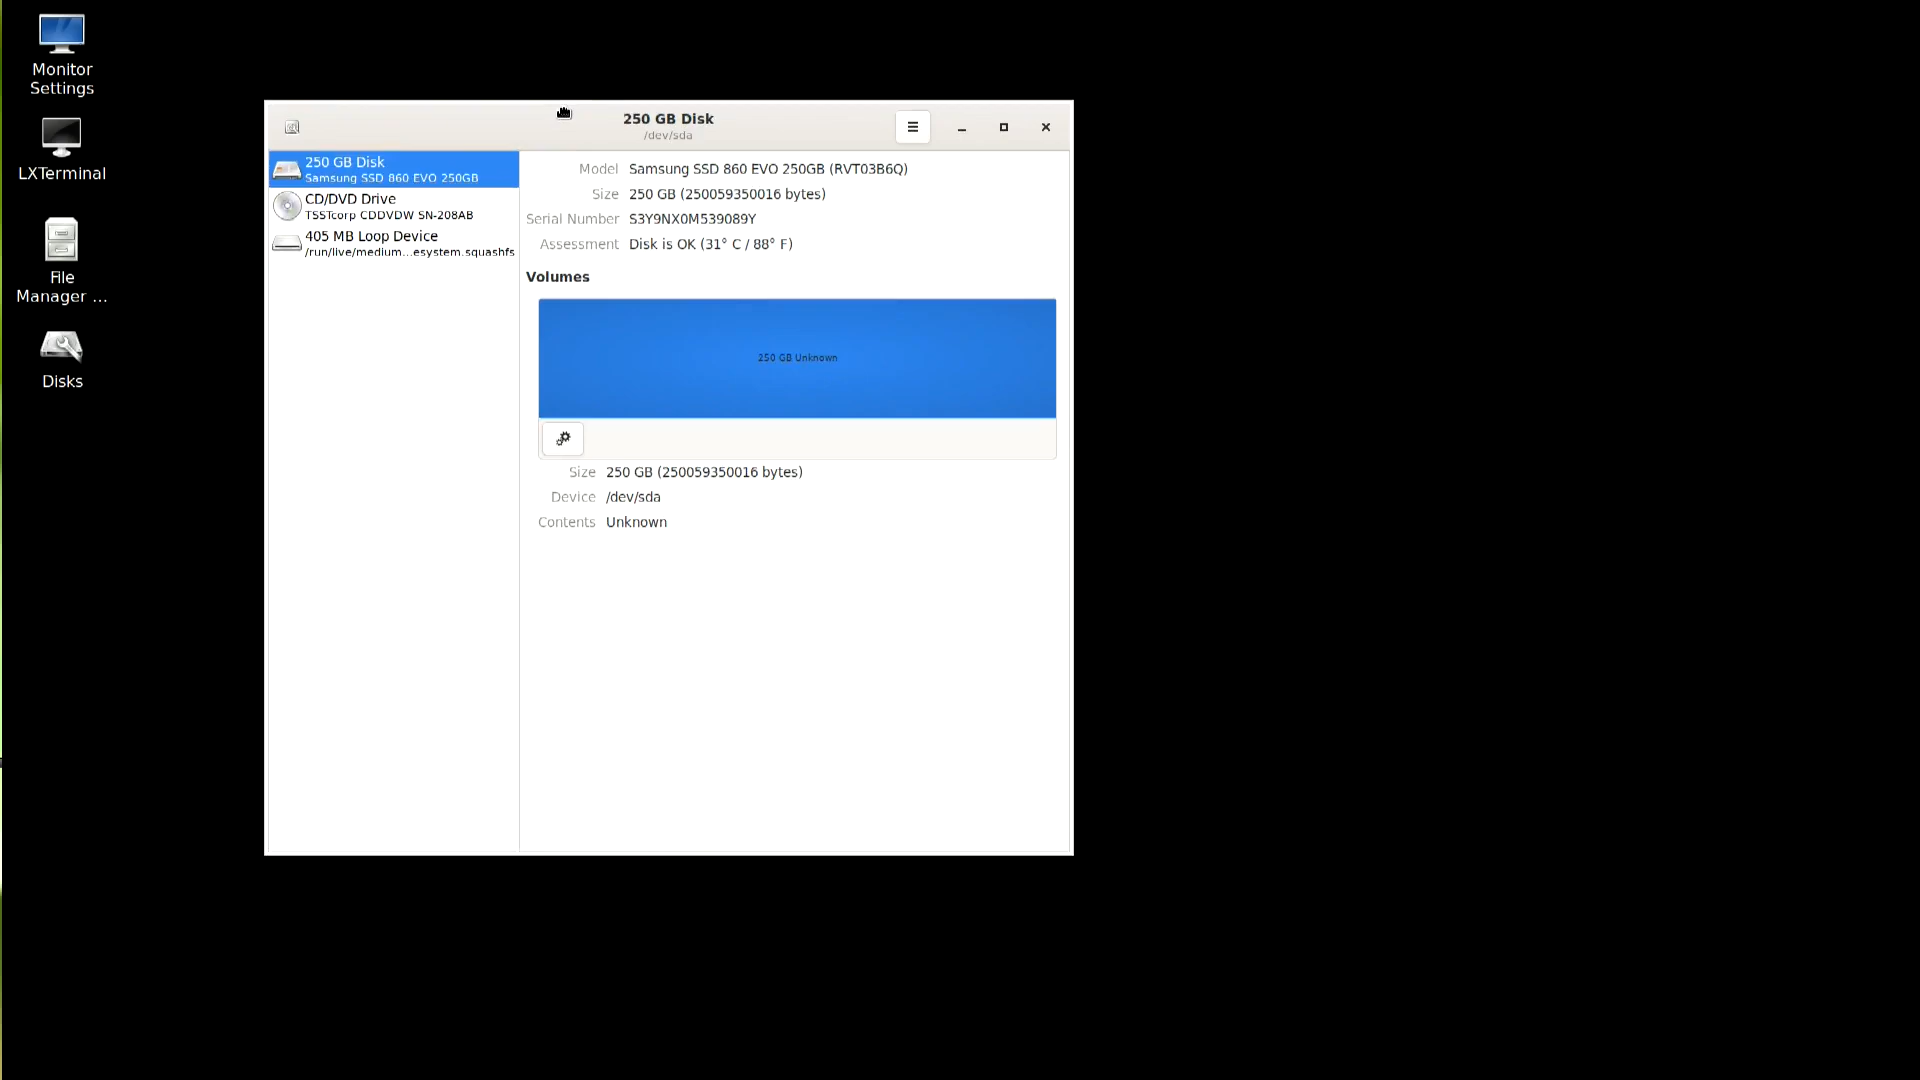 Monitor
Settings
LXTerminal
File
Manager ...
Disks
250 GB Disk
/dev/sda
250 GB Disk
Samsung SSD 860 EVO 250GB
CD/DVD Drive
TSSTcorp CDDVDW SN-208AB
405 MB Loop Device
/run/live/medium...esystem.squashfs
Model Samsung SSD 860 EVO 250GB (RVT03B6Q)
Size 250 GB (250059350016 bytes)
Serial Number S3Y9NX0M539089Y
Assessment Disk is OK (31° C / 88° F)
Volumes
250 GB Unknown
Size 250 GB (250059350016 bytes)
Device /dev/sda
Contents Unknown